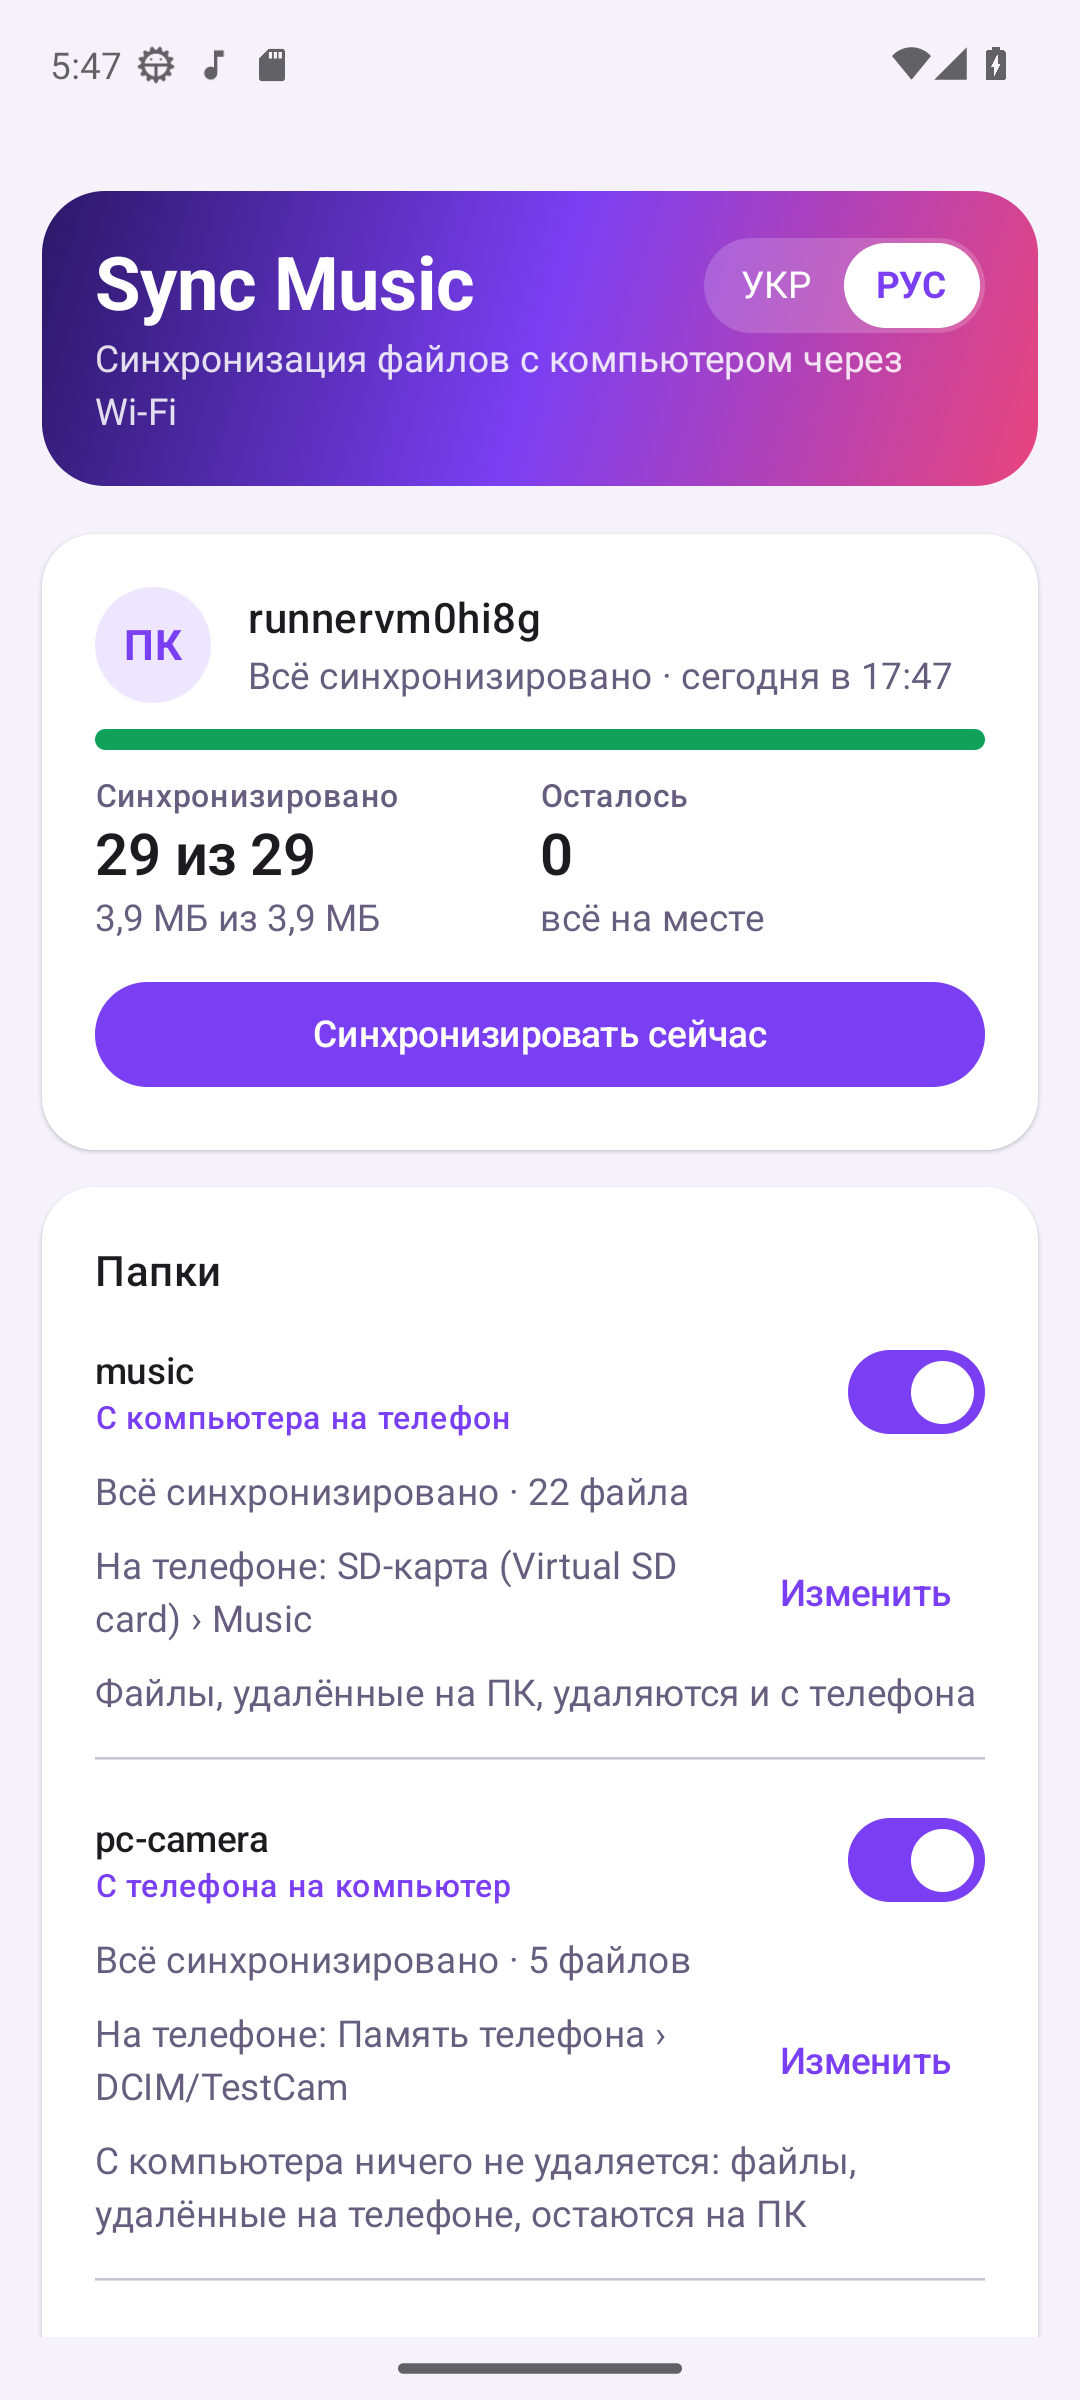 5:47
Sync Music
УКР
РУС
Синхронизация файлов с компьютером через
Wi-Fi
ПК
runnervm0hi8g
Всё синхронизировано · сегодня в 17:47
Синхронизировано
Осталось
29 из 29
0
3,9 МБ из 3,9 МБ
всё на месте
Синхронизировать сейчас
Папки
music
С компьютера на телефон
Всё синхронизировано · 22 файла
На телефоне: SD-карта (Virtual SD
card) › Music
Изменить
Файлы, удалённые на ПК, удаляются и с телефона
pc-camera
С телефона на компьютер
Всё синхронизировано · 5 файлов
На телефоне: Память телефона ›
DCIM/TestCam
Изменить
С компьютера ничего не удаляется: файлы,
удалённые на телефоне, остаются на ПК